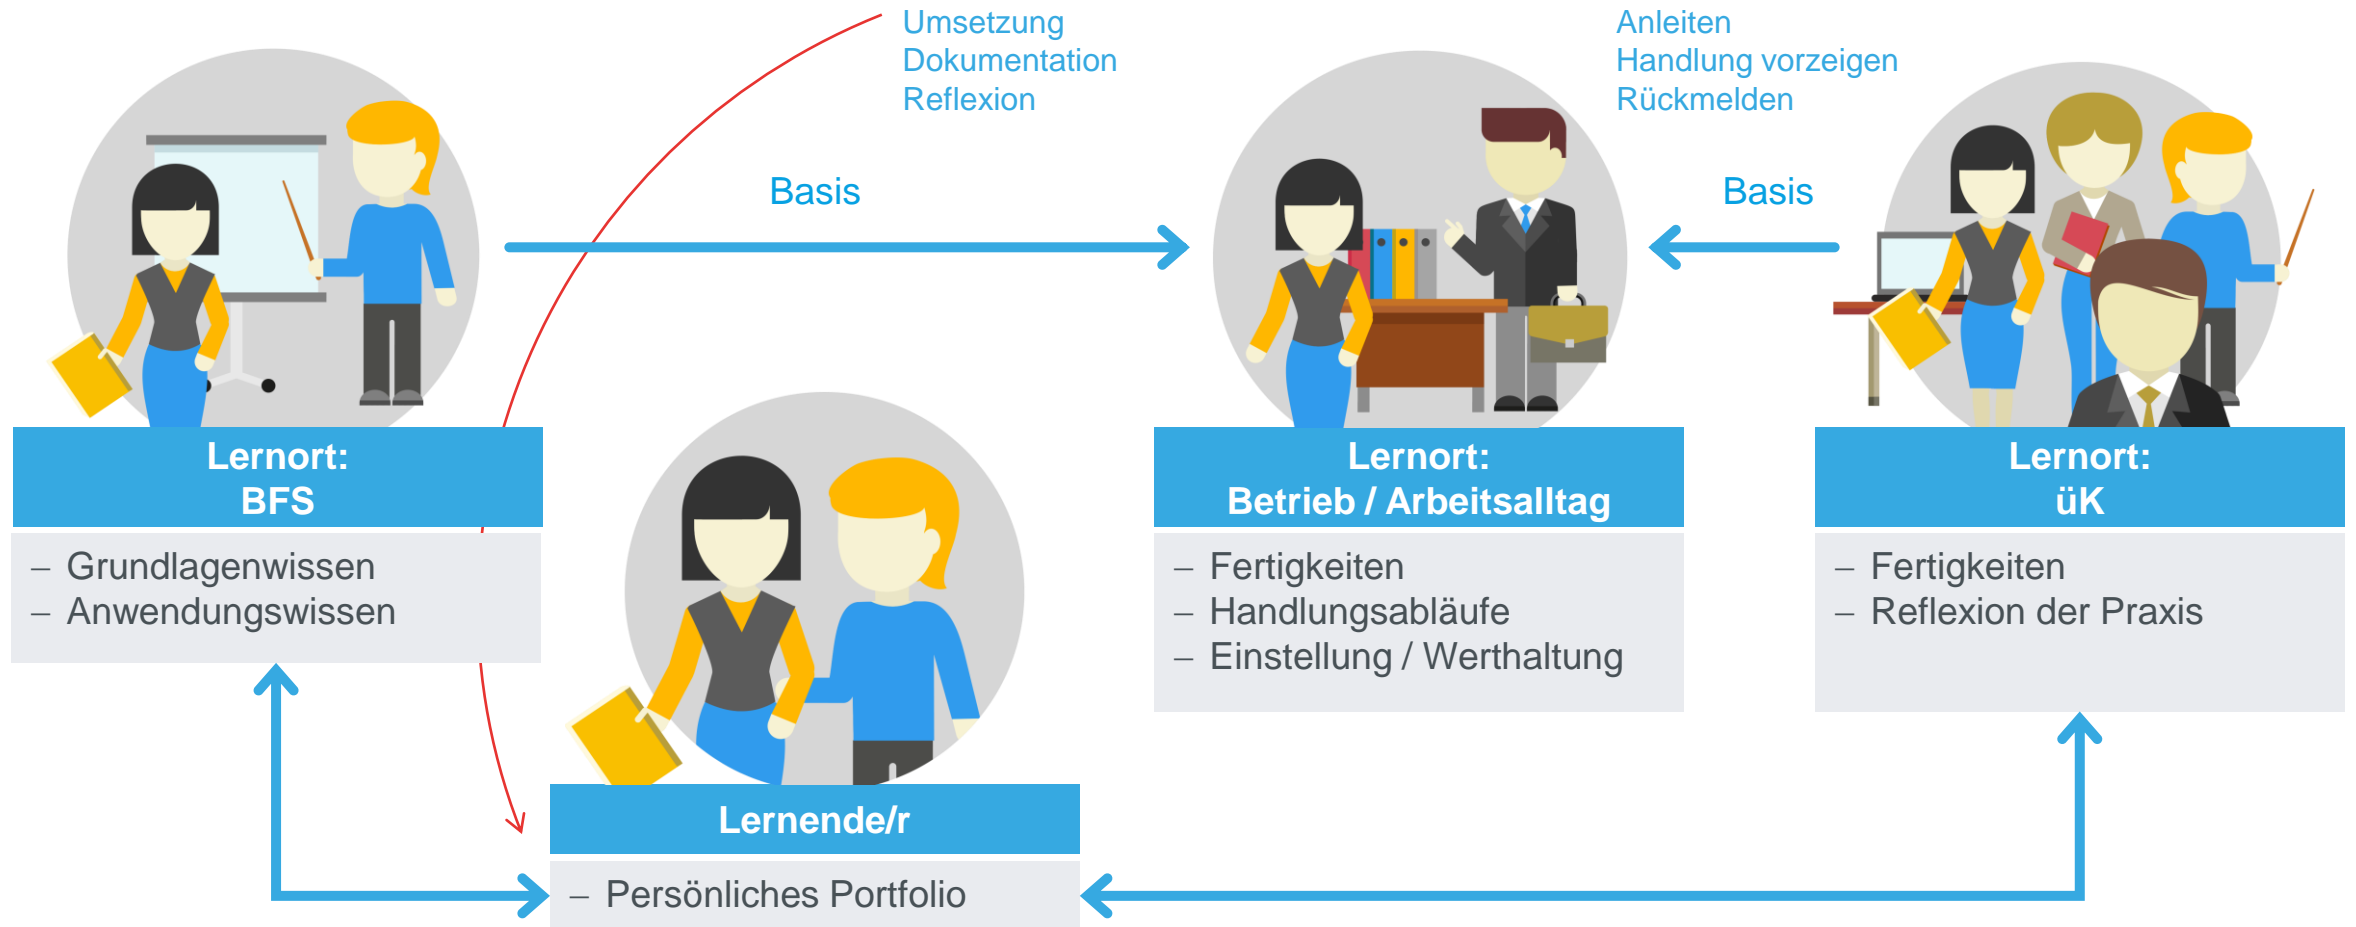 Umsetzung
Dokumentation
Reflexion
Anleiten
Handlung vorzeigen
Rückmelden
Basis
Basis
Lernort:
BFS
– Grundlagenwissen
– Anwendungswissen
Lernort:
Betrieb / Arbeitsalltag
– Fertigkeiten
– Handlungsabläufe
– Einstellung / Werthaltung
Lernort:
üK
– Fertigkeiten
– Reflexion der Praxis
Lernende/r
– Persönliches Portfolio